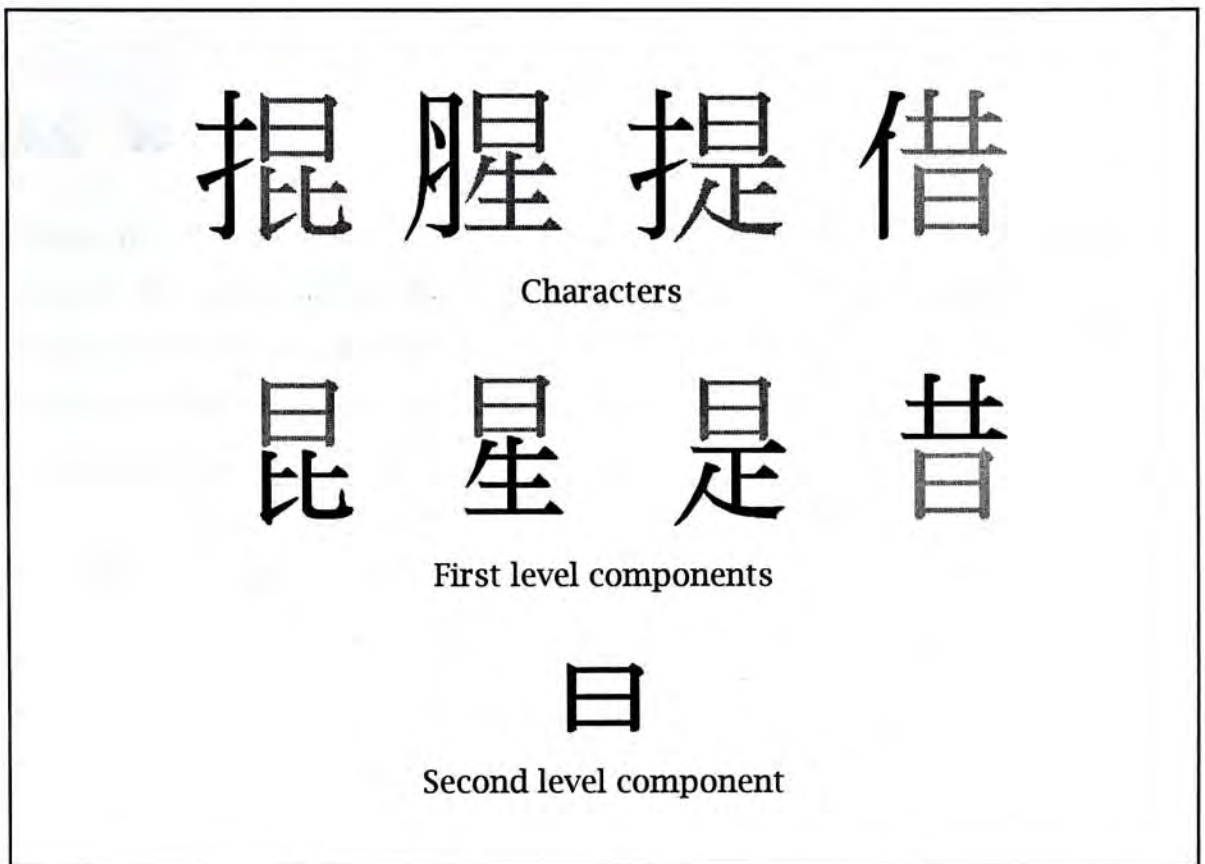 掍 腥 提 借
Characters
昆 星 是 昔
First level components
日
Second level component